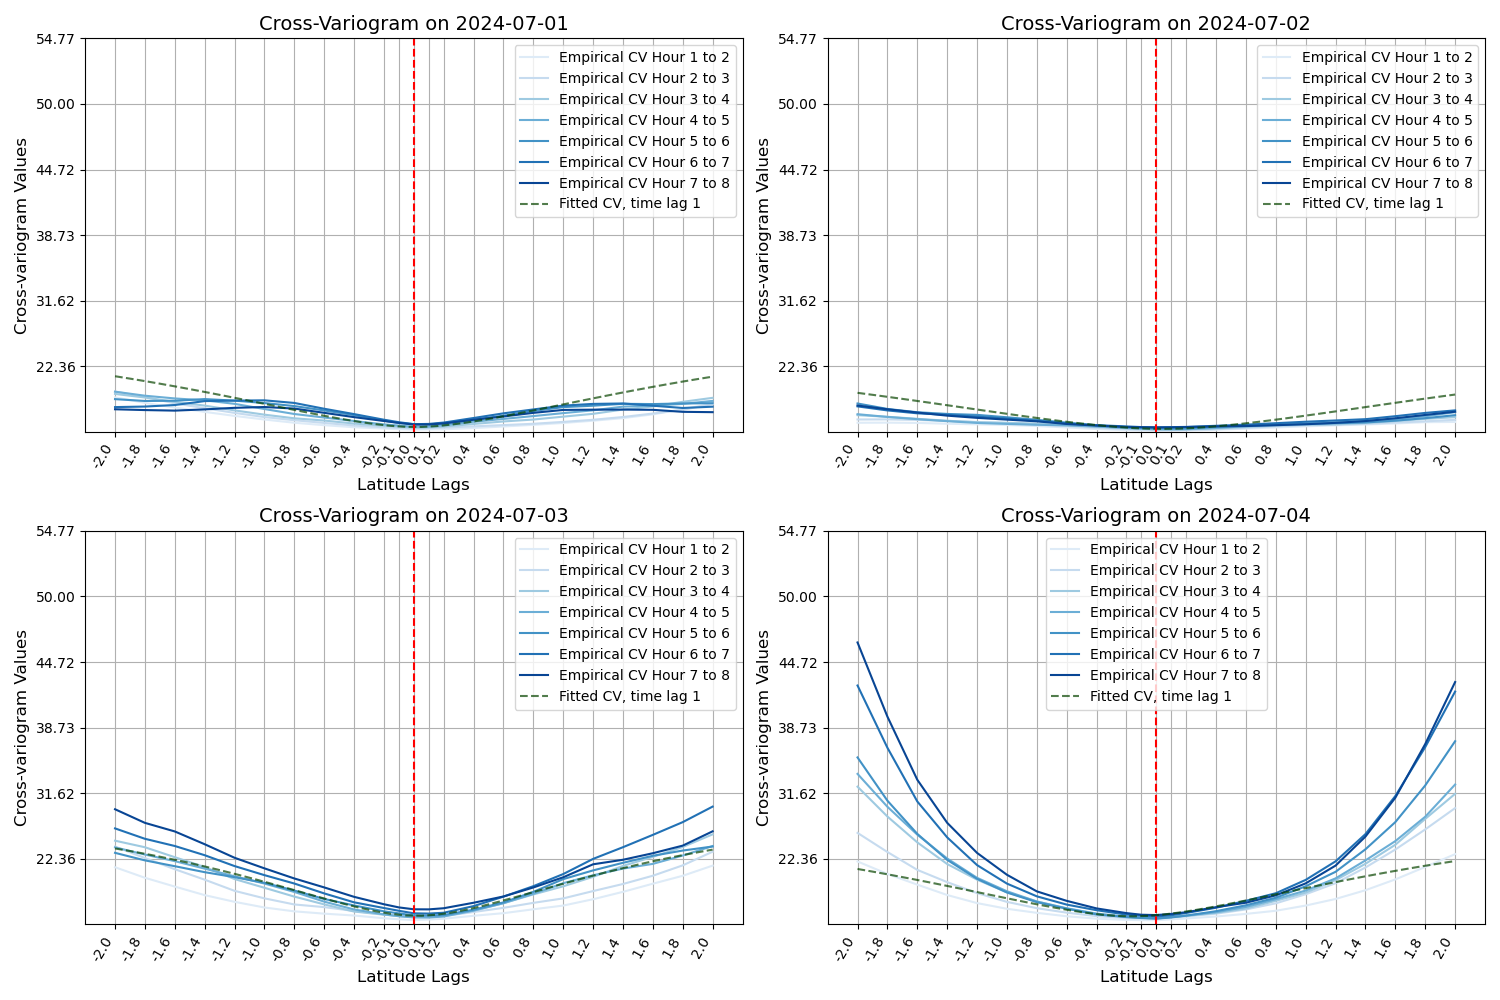 Cross-Variogram on 2024-07-01
Cross-variogram Values
54.77
50.00
44.72
38.73
31.62
22.36
Empirical CV Hour 1 to 2
Empirical CV Hour 2 to 3
Empirical CV Hour 3 to 4
Empirical CV Hour 4 to 5
Empirical CV Hour 5 to 6
Empirical CV Hour 6 to 7
Empirical CV Hour 7 to 8
Fitted CV, time lag 1
-2.0 -1.8 -1.6 -1.4 -1.2 -1.0 -0.8 -0.6 -0.4 -0.2 -0.1 0.0 0.1 0.2 0.4 0.6 0.8 1.0 1.2 1.4 1.6 1.8 2.0
Latitude Lags
Cross-Variogram on 2024-07-02
Cross-variogram Values
54.77
50.00
44.72
38.73
31.62
22.36
Empirical CV Hour 1 to 2
Empirical CV Hour 2 to 3
Empirical CV Hour 3 to 4
Empirical CV Hour 4 to 5
Empirical CV Hour 5 to 6
Empirical CV Hour 6 to 7
Empirical CV Hour 7 to 8
Fitted CV, time lag 1
-2.0 -1.8 -1.6 -1.4 -1.2 -1.0 -0.8 -0.6 -0.4 -0.2 -0.1 0.0 0.1 0.2 0.4 0.6 0.8 1.0 1.2 1.4 1.6 1.8 2.0
Latitude Lags
Cross-Variogram on 2024-07-03
Cross-variogram Values
54.77
50.00
44.72
38.73
31.62
22.36
Empirical CV Hour 1 to 2
Empirical CV Hour 2 to 3
Empirical CV Hour 3 to 4
Empirical CV Hour 4 to 5
Empirical CV Hour 5 to 6
Empirical CV Hour 6 to 7
Empirical CV Hour 7 to 8
Fitted CV, time lag 1
-2.0 -1.8 -1.6 -1.4 -1.2 -1.0 -0.8 -0.6 -0.4 -0.2 -0.1 0.0 0.1 0.2 0.4 0.6 0.8 1.0 1.2 1.4 1.6 1.8 2.0
Latitude Lags
Cross-Variogram on 2024-07-04
Cross-variogram Values
54.77
50.00
44.72
38.73
31.62
22.36
Empirical CV Hour 1 to 2
Empirical CV Hour 2 to 3
Empirical CV Hour 3 to 4
Empirical CV Hour 4 to 5
Empirical CV Hour 5 to 6
Empirical CV Hour 6 to 7
Empirical CV Hour 7 to 8
Fitted CV, time lag 1
-2.0 -1.8 -1.6 -1.4 -1.2 -1.0 -0.8 -0.6 -0.4 -0.2 -0.1 0.0 0.1 0.2 0.4 0.6 0.8 1.0 1.2 1.4 1.6 1.8 2.0
Latitude Lags